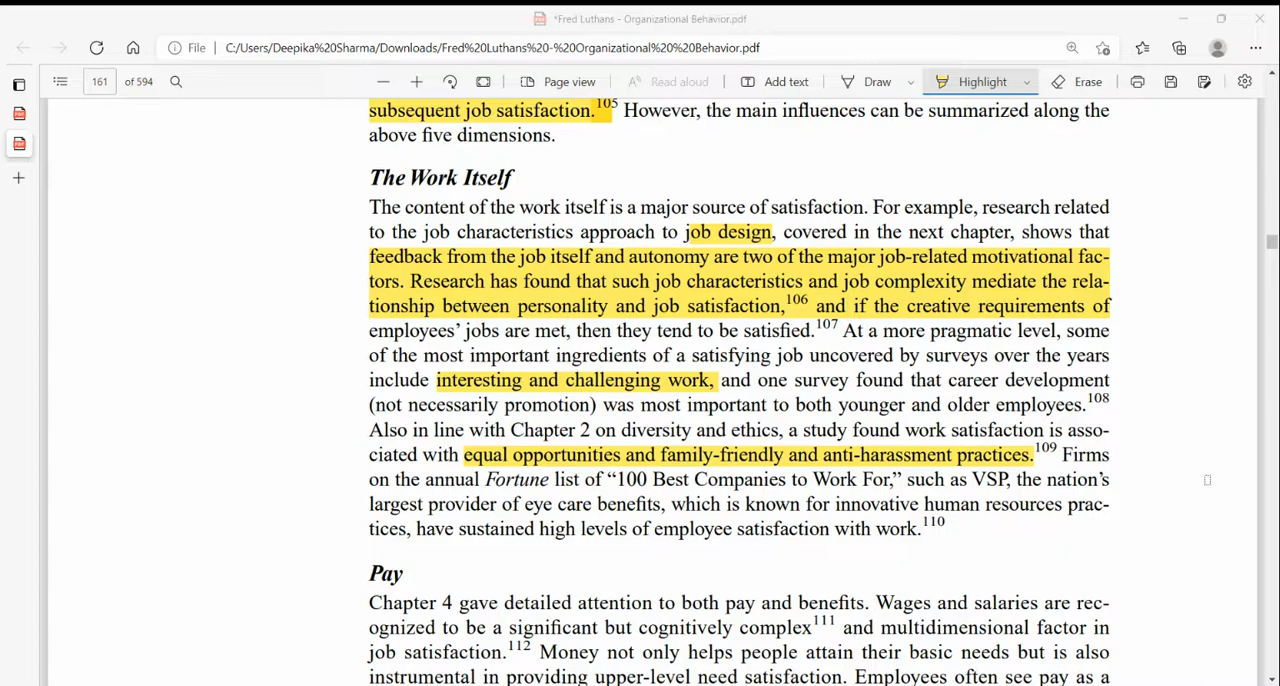 *Fred Luthans - Organizational Behavior.pdf
File | C:/Users/Deepika%20Sharma/Downloads/Fred%20Luthans%20-%20Organizational%20%20Behavior.pdf
161 of 594 Page view Read aloud Add text Draw Highlight Erase
subsequent job satisfaction.105 However, the main influences can be summarized along the
above five dimensions.
The Work Itself
The content of the work itself is a major source of satisfaction. For example, research related
to the job characteristics approach to job design, covered in the next chapter, shows that
feedback from the job itself and autonomy are two of the major job-related motivational fac-
tors. Research has found that such job characteristics and job complexity mediate the rela-
tionship between personality and job satisfaction,106 and if the creative requirements of
employees' jobs are met, then they tend to be satisfied.107 At a more pragmatic level, some
of the most important ingredients of a satisfying job uncovered by surveys over the years
include interesting and challenging work, and one survey found that career development
(not necessarily promotion) was most important to both younger and older employees.108
Also in line with Chapter 2 on diversity and ethics, a study found work satisfaction is asso-
ciated with equal opportunities and family-friendly and anti-harassment practices.109 Firms
on the annual Fortune list of "100 Best Companies to Work For," such as VSP, the nation's
largest provider of eye care benefits, which is known for innovative human resources prac-
tices, have sustained high levels of employee satisfaction with work.110
Pay
Chapter 4 gave detailed attention to both pay and benefits. Wages and salaries are rec-
ognized to be a significant but cognitively complex111 and multidimensional factor in
job satisfaction.112 Money not only helps people attain their basic needs but is also
instrumental in providing upper-level need satisfaction. Employees often see pay as a